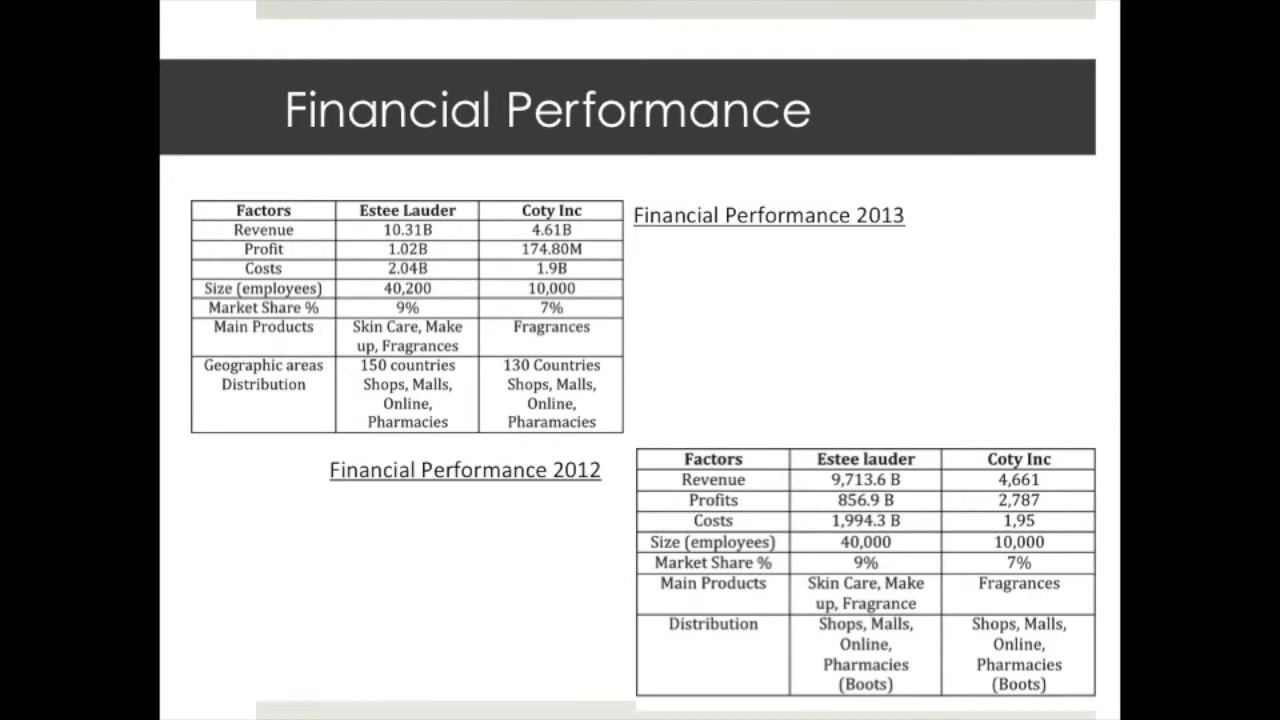 Financial Performance
Factors Estee Lauder Coty Inc
Revenue 10.31B 4.61B
Profit 1.02B 174.80M
Costs 2.04B 1.9B
Size (employees) 40,200 10,000
Market Share % 9% 7%
Main Products Skin Care, Make Fragrances
up, Fragrances
Geographic areas 150 countries 130 Countries
Distribution Shops, Malls, Shops, Malls,
Online, Online,
Pharmacies Pharamacies
Financial Performance 2013
Financial Performance 2012
Factors Estee lauder Coty Inc
Revenue 9,713.6 B 4,661
Profits 856.9 B 2,787
Costs 1,994.3 B 1,95
Size (employees) 40,000 10,000
Market Share % 9% 7%
Main Products Skin Care, Make Fragrances
up, Fragrance
Distribution Shops, Malls, Shops, Malls,
Online, Online,
Pharmacies Pharmacies
(Boots) (Boots)